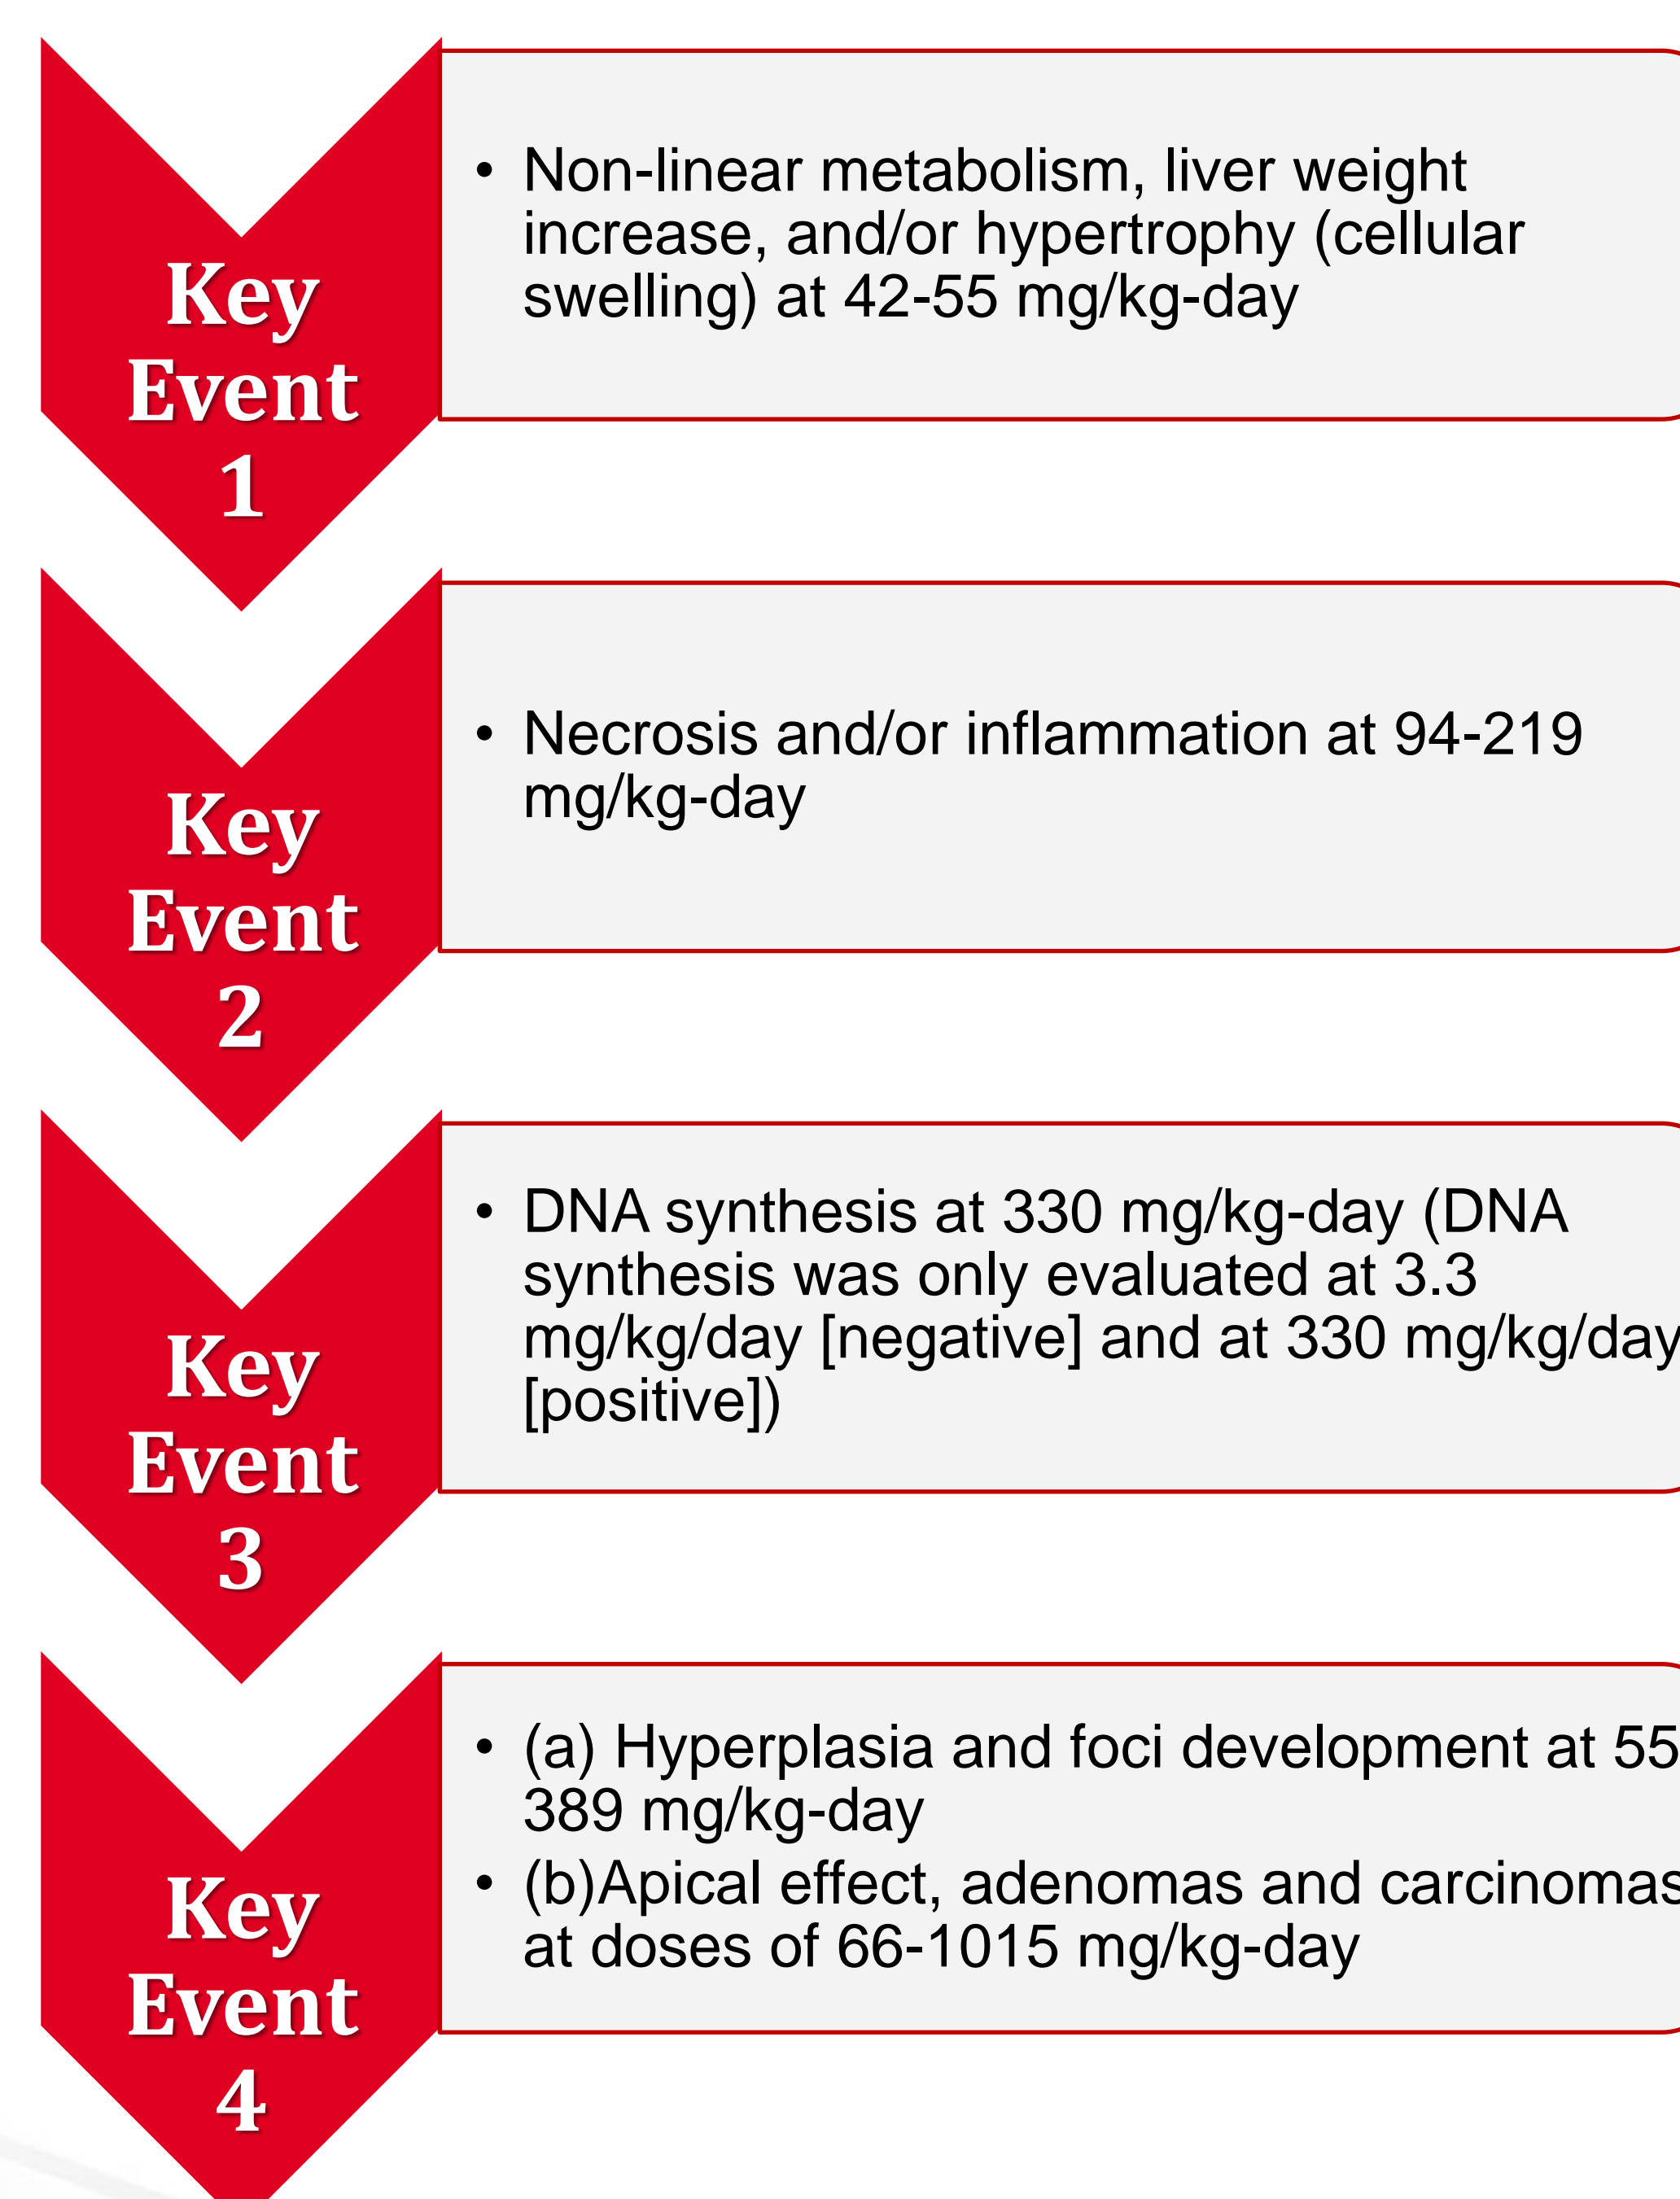 Key
Event
1
• Non-linear metabolism, liver weight
increase, and/or hypertrophy (cellular
swelling) at 42-55 mg/kg-day
Key
Event
2
• Necrosis and/or inflammation at 94-219
mg/kg-day
Key
Event
3
• DNA synthesis at 330 mg/kg-day (DNA
synthesis was only evaluated at 3.3
mg/kg/day [negative] and at 330 mg/kg/day
[positive])
Key
Event
4
• (a) Hyperplasia and foci development at 55
389 mg/kg-day
• (b)Apical effect, adenomas and carcinomas
at doses of 66-1015 mg/kg-day